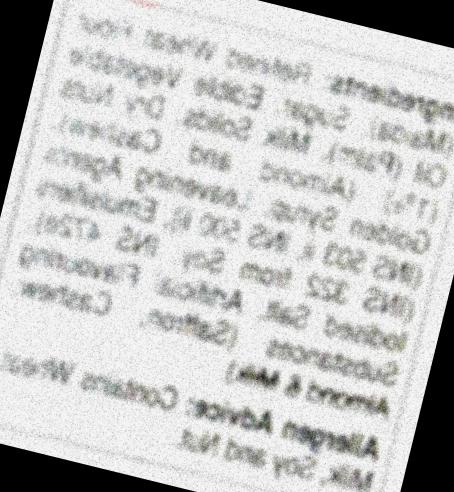 Ingredients: Refined Wheat Flour
(Maida), Sugar, Edible Vegetable
Oil (Palm), Milk Solids, Dry Nuts
(Almond and Cashew),
Golden Syrup, Leavening Agents
(INS 503 ii, INS 500 ii), Emulsifiers
(INS 322 from Soy, INS 472e)
Iodised Salt, Artificial Flavouring
Substances (Saffron, Cashew
Almond & Milk)
Allergen Advice: Contains Wheat,
Milk, Soy and Nut